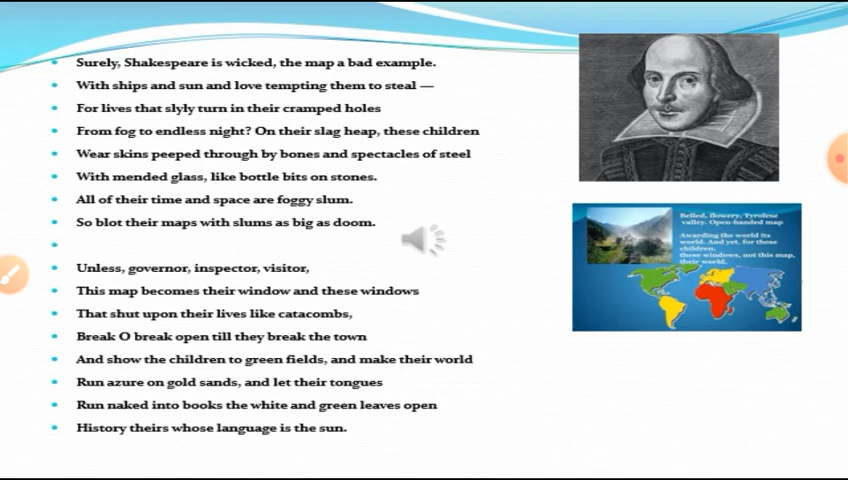 Surely, Shakespeare is wicked, the map a bad example.
With ships and sun and love tempting them to steal —
For lives that slyly turn in their cramped holes
From fog to endless night? On their slag heap, these children
Wear skins peeped through by bones and spectacles of steel
With mended glass, like bottle bits on stones.
All of their time and space are foggy slum.
So blot their maps with slums as big as doom.
Unless, governor, inspector, visitor,
This map becomes their window and these windows
That shut upon their lives like catacombs,
Break O break open till they break the town
And show the children to green fields, and make their world
Run azure on gold sands, and let their tongues
Run naked into books the white and green leaves open
History theirs whose language is the sun.
Belled, flowery, Tyrolese
valley. Open-handed map
Awarding the world its
world. And yet, for these
children,
these windows, not this map,
their world,